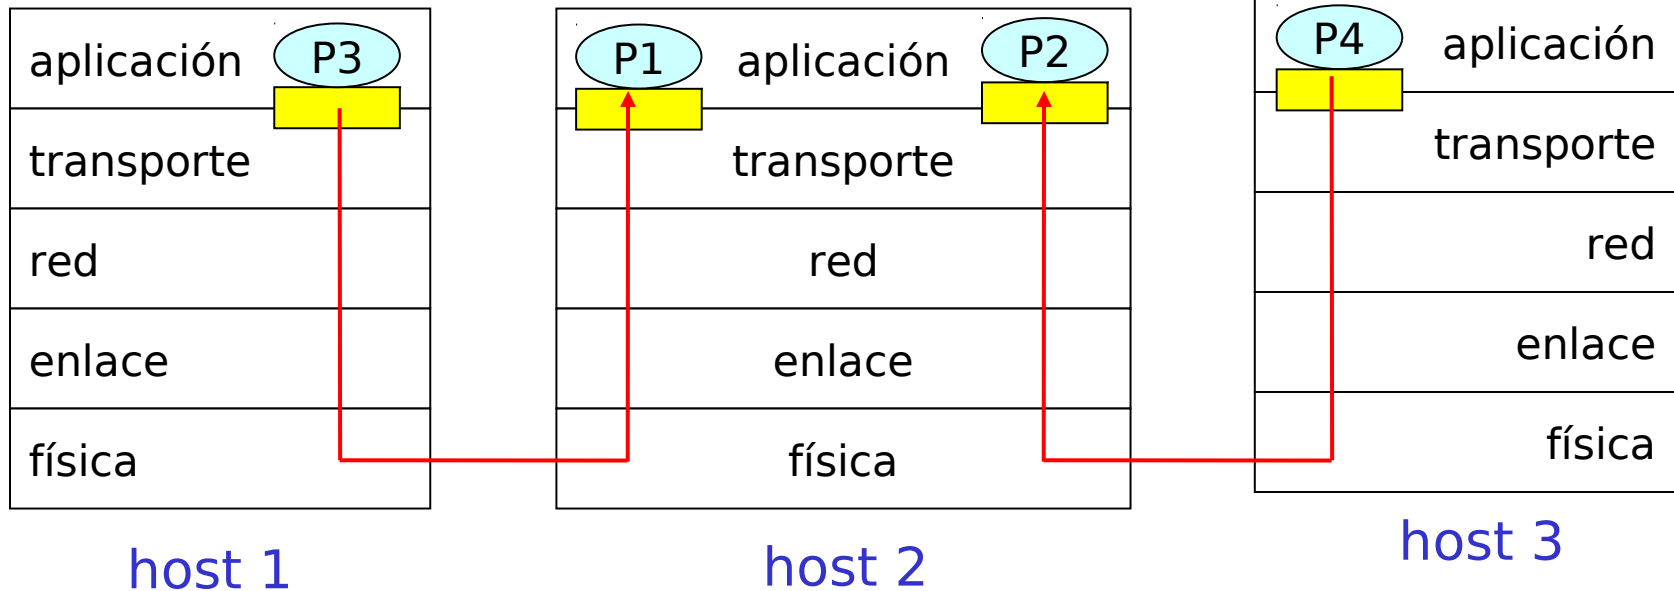 aplicación
P3
transporte
red
enlace
física
host 1
P1
aplicación
P2
transporte
red
enlace
física
host 2
P4
aplicación
transporte
red
enlace
física
host 3